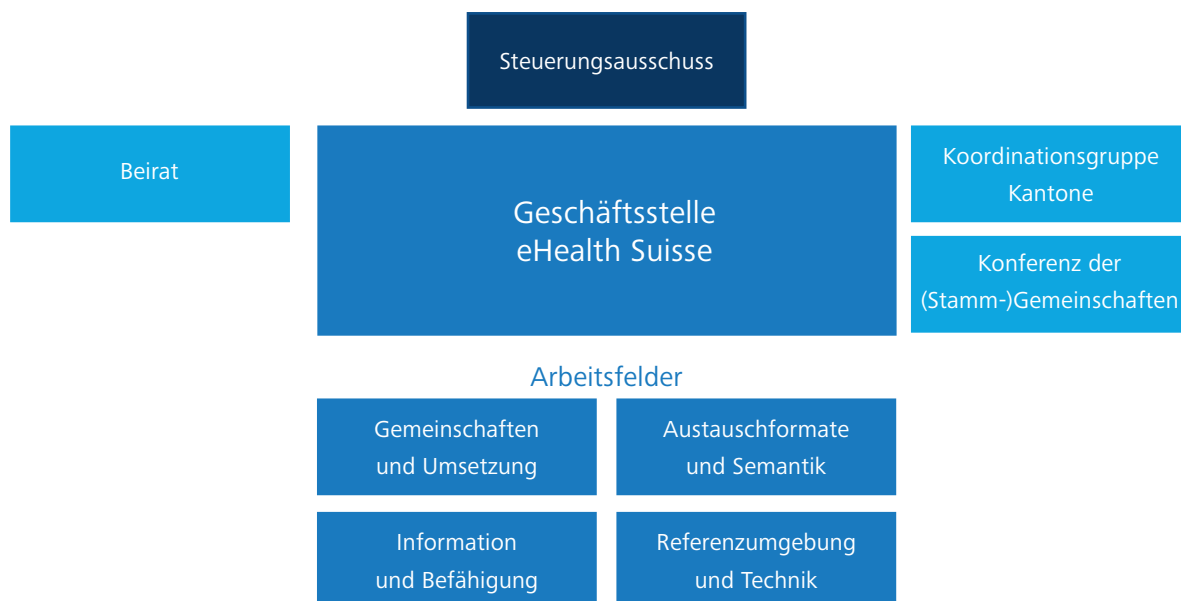 Steuerungsausschuss
Beirat
Geschäftsstelle
eHealth Suisse
Koordinationsgruppe
Kantone
Konferenz der
(Stamm-)Gemeinschaften
Arbeitsfelder
Gemeinschaften
und Umsetzung
Austauschformate
und Semantik
Information
und Befähigung
Referenzumgebung
und Technik